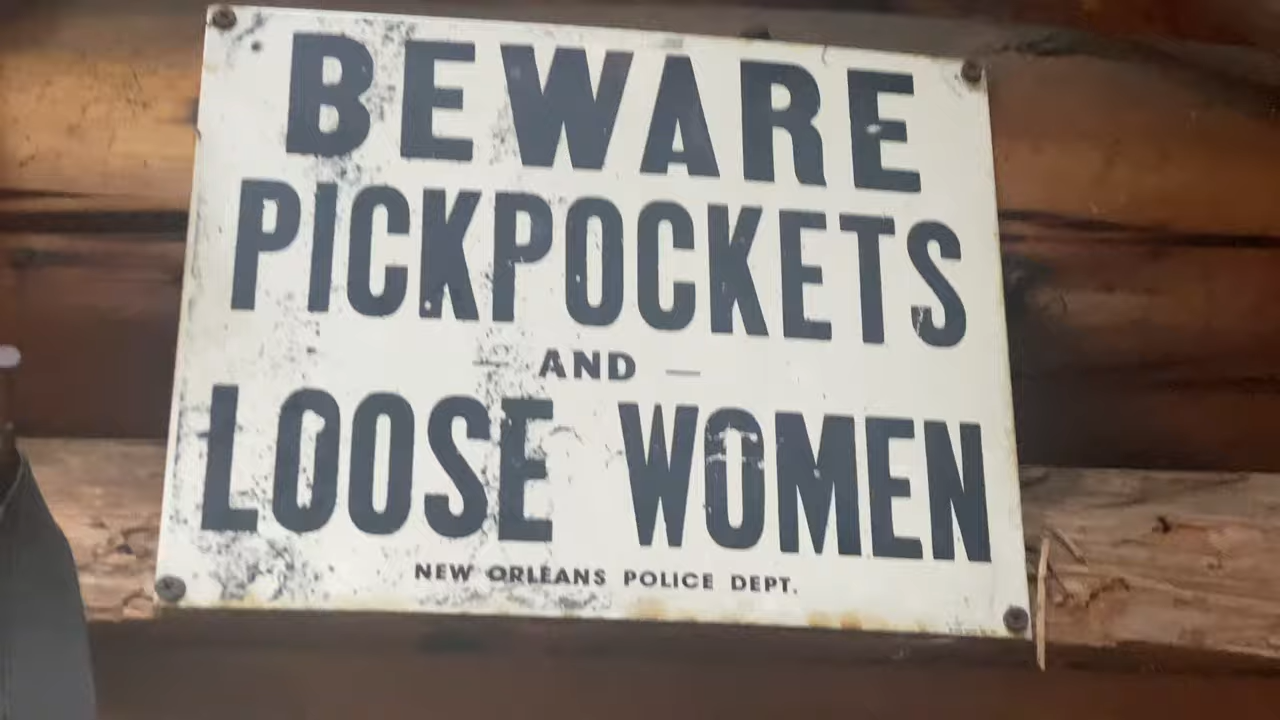 BEWARE
PICKPOCKETS
— AND —
LOOSE WOMEN
NEW ORLEANS POLICE DEPT.